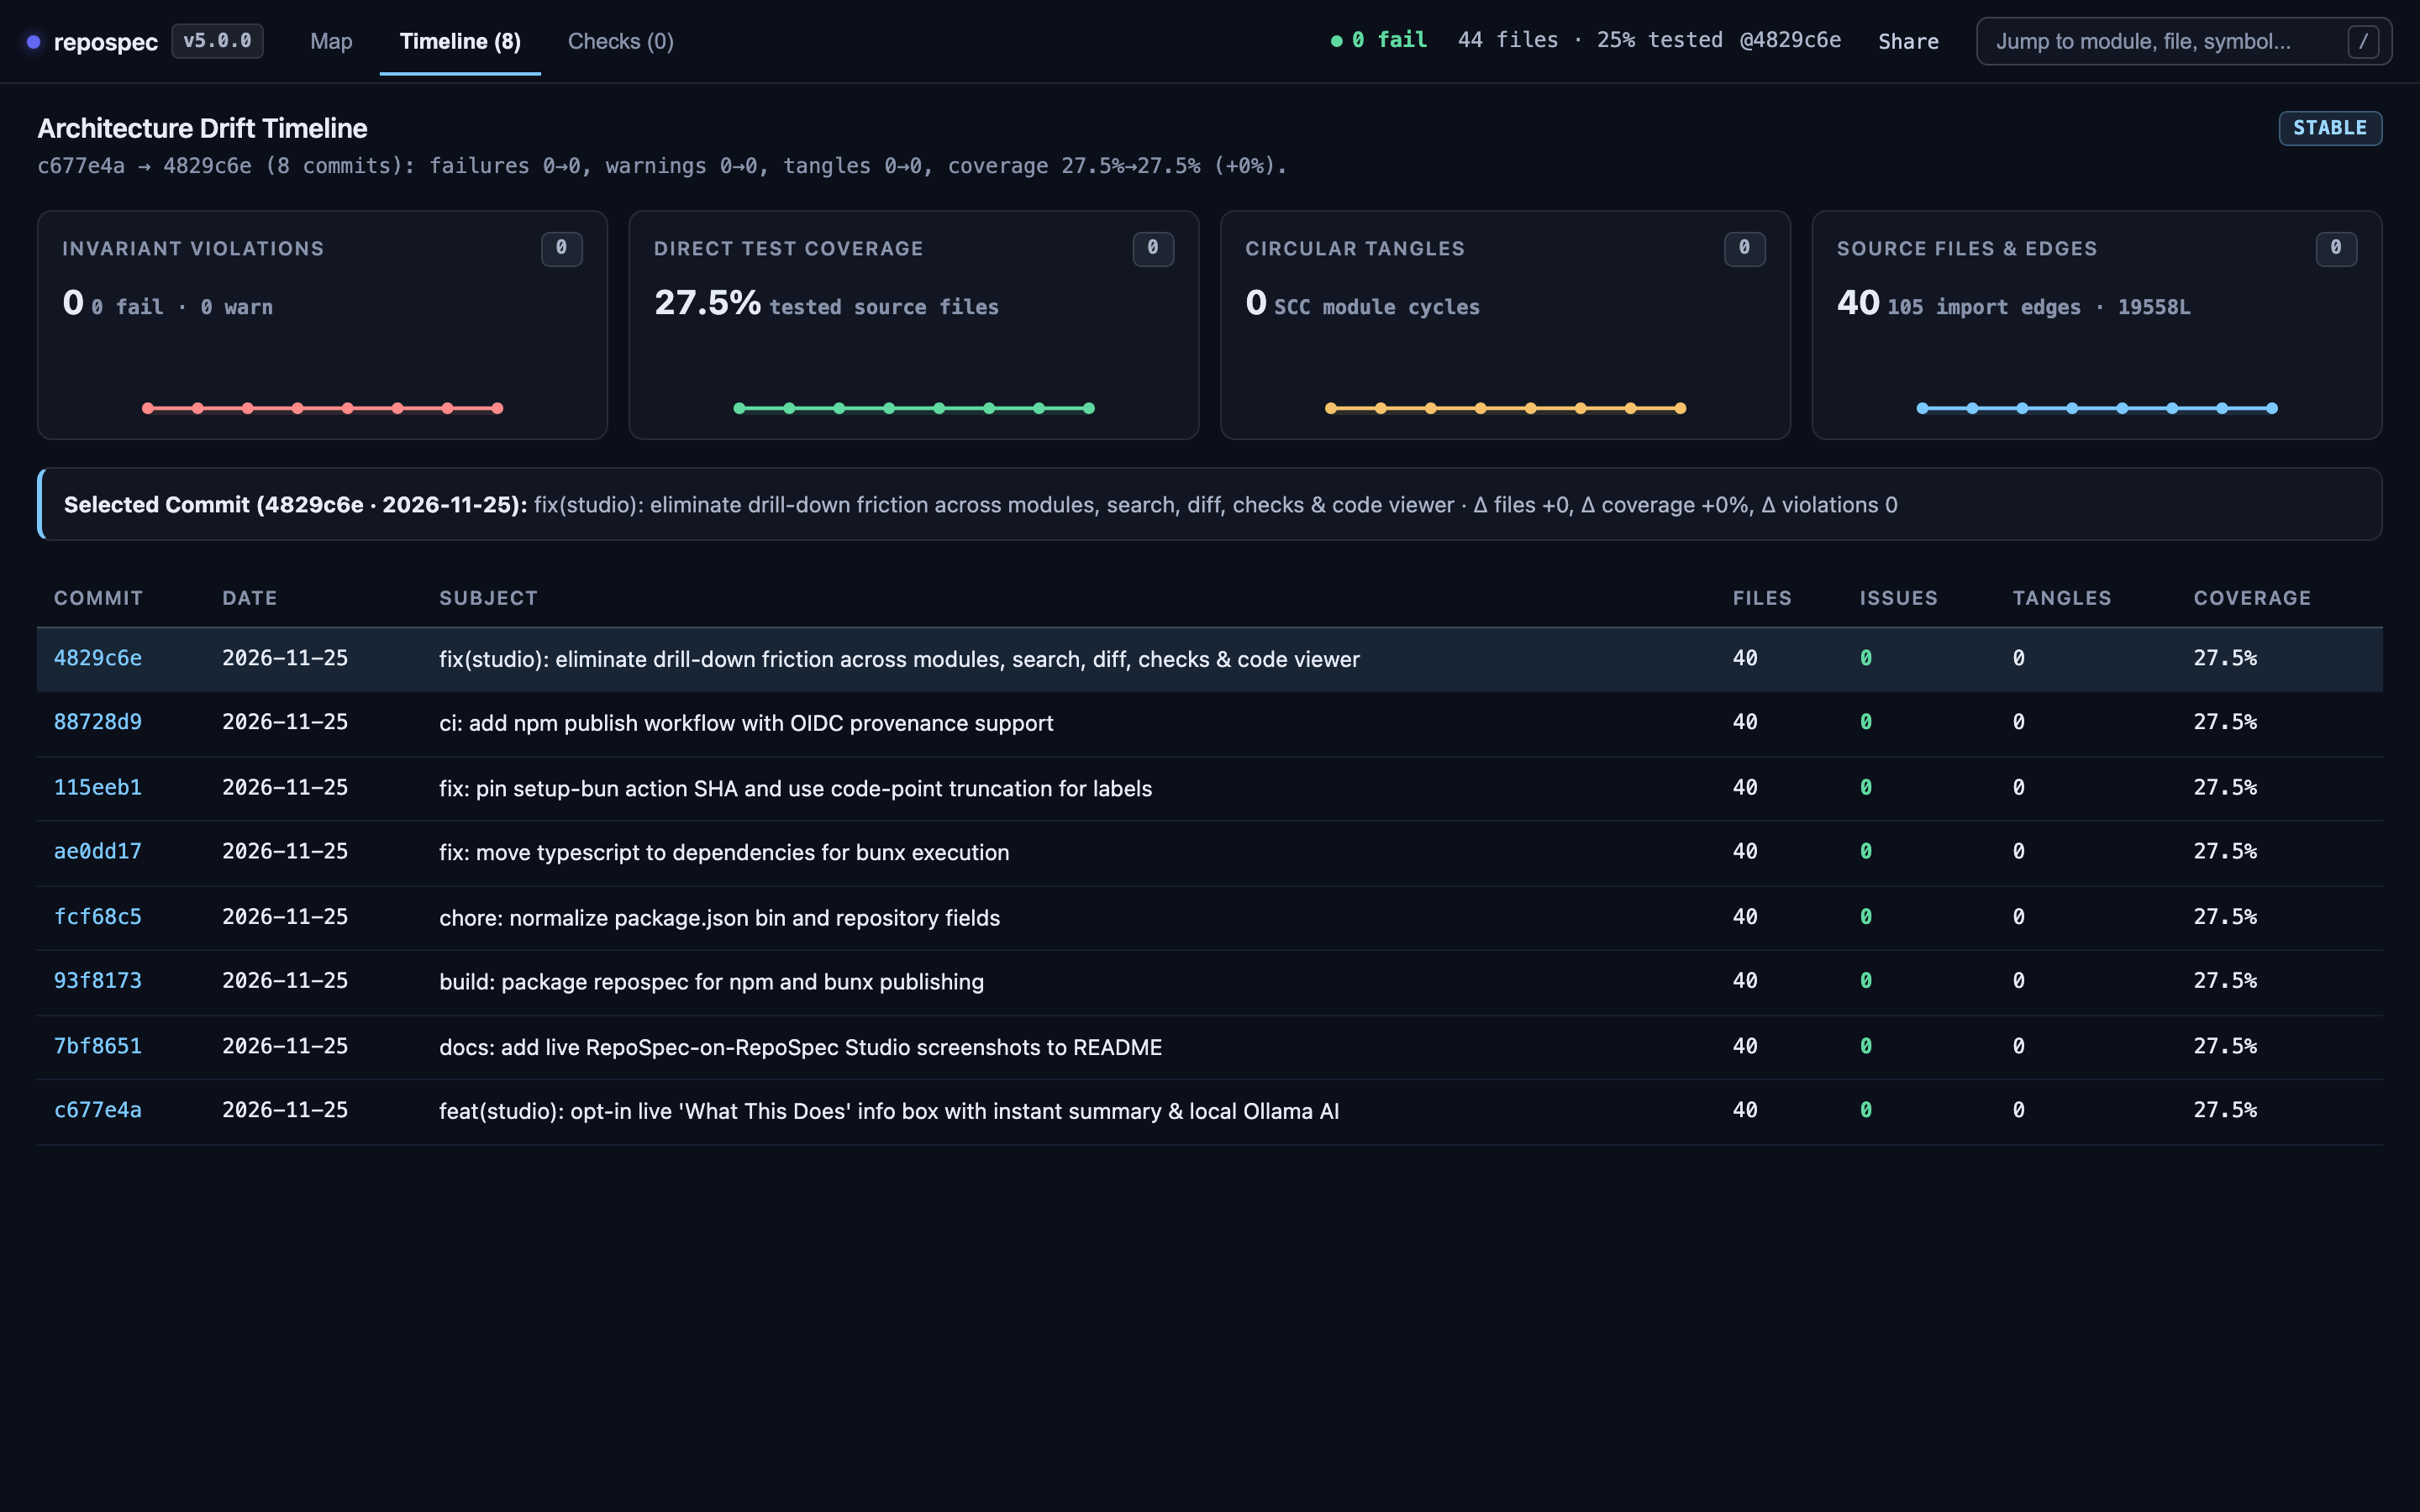 repospec v5.0.0 Map Timeline (8) Checks (0) 0 fail 44 files · 25% tested @4829c6e Share Jump to module, file, symbol... /
Architecture Drift Timeline STABLE
c677e4a → 4829c6e (8 commits): failures 0→0, warnings 0→0, tangles 0→0, coverage 27.5%→27.5% (+0%).
INVARIANT VIOLATIONS 0
0 0 fail · 0 warn
DIRECT TEST COVERAGE 0
27.5% tested source files
CIRCULAR TANGLES 0
0 SCC module cycles
SOURCE FILES & EDGES 0
40 105 import edges · 19558L
Selected Commit (4829c6e · 2026-11-25): fix(studio): eliminate drill-down friction across modules, search, diff, checks & code viewer · Δ files +0, Δ coverage +0%, Δ violations 0
COMMIT DATE SUBJECT FILES ISSUES TANGLES COVERAGE
4829c6e 2026-11-25 fix(studio): eliminate drill-down friction across modules, search, diff, checks & code viewer 40 0 0 27.5%
88728d9 2026-11-25 ci: add npm publish workflow with OIDC provenance support 40 0 0 27.5%
115eeb1 2026-11-25 fix: pin setup-bun action SHA and use code-point truncation for labels 40 0 0 27.5%
ae0dd17 2026-11-25 fix: move typescript to dependencies for bunx execution 40 0 0 27.5%
fcf68c5 2026-11-25 chore: normalize package.json bin and repository fields 40 0 0 27.5%
93f8173 2026-11-25 build: package repospec for npm and bunx publishing 40 0 0 27.5%
7bf8651 2026-11-25 docs: add live RepoSpec-on-RepoSpec Studio screenshots to README 40 0 0 27.5%
c677e4a 2026-11-25 feat(studio): opt-in live 'What This Does' info box with instant summary & local Ollama AI 40 0 0 27.5%